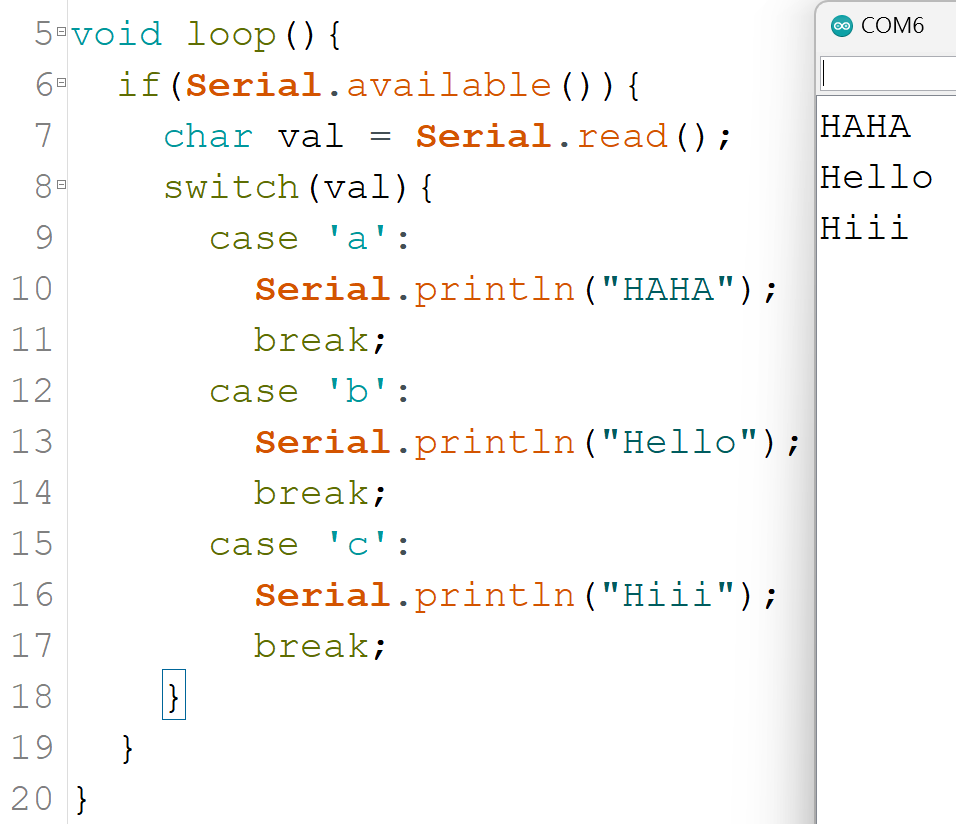 5 void loop(){
6 if(Serial.available()){
7 char val = Serial.read();
8 switch(val){
9 case 'a':
10 Serial.println("HAHA");
11 break;
12 case 'b':
13 Serial.println("Hello");
14 break;
15 case 'c':
16 Serial.println("Hiii");
17 break;
18 }
19 }
20 }
COM6
HAHA
Hello
Hiii